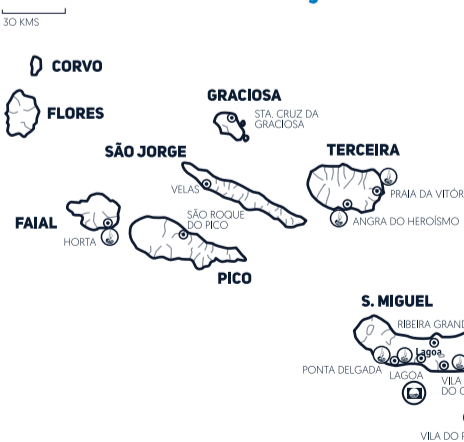 30 KMS
CORVO
FLORES
GRACIOSA
STA. CRUZ DA
GRACIOSA
SÃO JORGE
TERCEIRA
VELAS
PRAIA DA VITÓR
SÃO ROQUE
DO PICO
ANGRA DO HEROÍSMO
FAIAL
HORTA
PICO
S. MIGUEL
RIBEIRA GRAND
Lagoa
PONTA DELGADA
LAGOA
VILA
DO
VILA DO